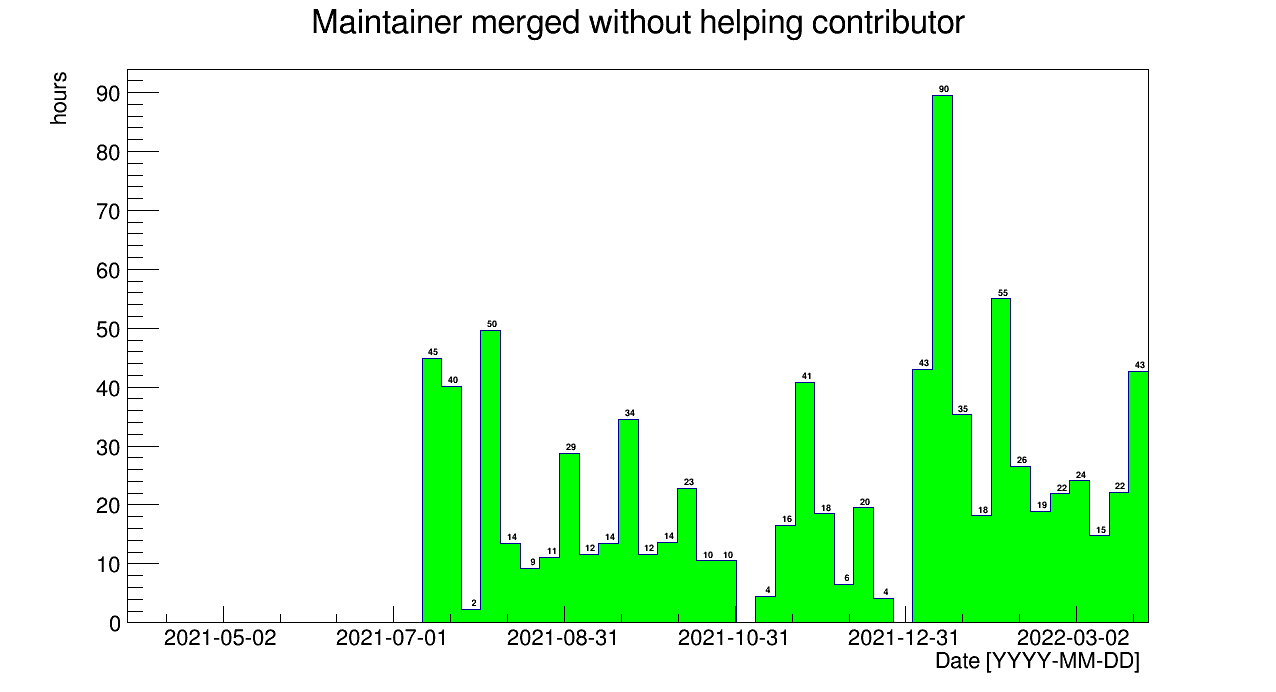 Maintainer merged without helping contributor
hours
90
80
70
60
50
40
30
20
10
0
45 40 2 50 14 9 11 29 12 14 34 12 14 23 10 10 4 16 41 18 6 20 4 43 90 35 18 55 26 19 22 24 15 22 43
2021-05-02 2021-07-01 2021-08-31 2021-10-31 2021-12-31 2022-03-02
Date [YYYY-MM-DD]